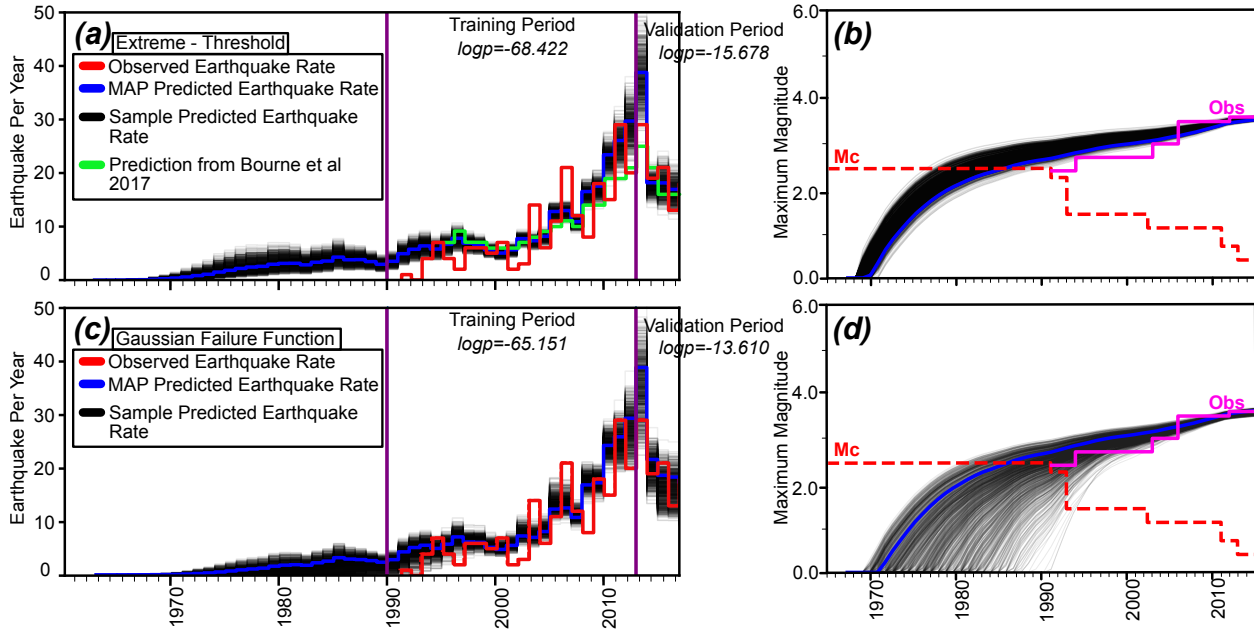 (a)
Extreme - Threshold
Observed Earthquake Rate
MAP Predicted Earthquake Rate
Sample Predicted Earthquake
Rate
Prediction from Bourne et al
2017
Training Period
logp=-68.422
Validation Period
logp=-15.678
Earthquake Per Year
50
40
30
20
10
0
(b)
Maximum Magnitude
6.0
4.0
2.0
0.0
Mc
Obs
1970
1980
1990
2000
2010
(c)
Gaussian Failure Function
Observed Earthquake Rate
MAP Predicted Earthquake Rate
Sample Predicted Earthquake
Rate
Training Period
logp=-65.151
Validation Period
logp=-13.610
Earthquake Per Year
50
40
30
20
10
0
1970
1980
1990
2000
2010
(d)
Maximum Magnitude
6.0
4.0
2.0
0.0
Mc
Obs
1970
1980
1990
2000
2010